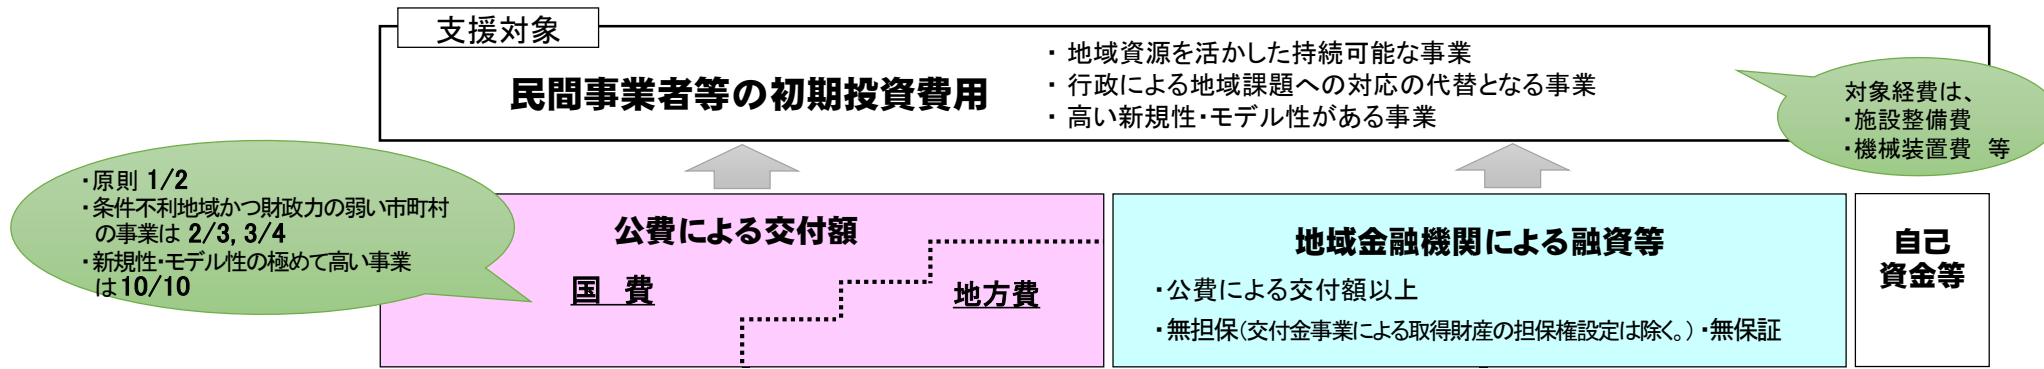 支援対象
民間事業者等の初期投資費用
・地域資源を活かした持続可能な事業
・行政による地域課題への対応の代替となる事業
・高い新規性・モデル性がある事業
対象経費は、
・施設整備費
・機械装置費 等
・原則 1/2
・条件不利地域かつ財政力の弱い市町村
の事業は 2/3, 3/4
・新規性・モデル性の極めて高い事業
は10/10
公費による交付額
国 費
地方費
地域金融機関による融資等
・公費による交付額以上
・無担保(交付金事業による取得財産の担保権設定は除く。)・無保証
自己
資金等